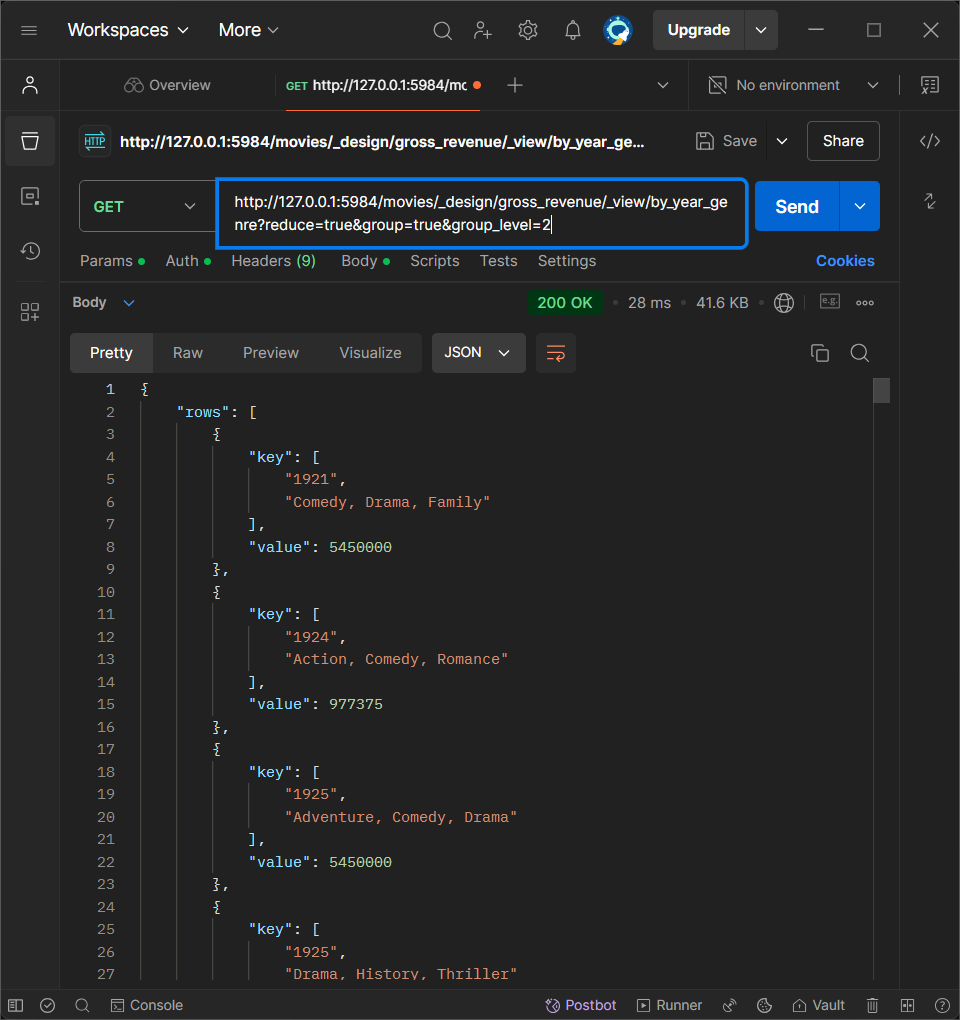 Workspaces More Upgrade
Overview GET http://127.0.0.1:5984/mc No environment
HTTP http://127.0.0.1:5984/movies/_design/gross_revenue/_view/by_year_ge... Save Share
GET http://127.0.0.1:5984/movies/_design/gross_revenue/_view/by_year_ge
nre?reduce=true&group=true&group_level=2 Send
Params Auth Headers (9) Body Scripts Tests Settings Cookies
Body 200 OK 28 ms 41.6 KB e.g.
Pretty Raw Preview Visualize JSON
1 {
2 "rows": [
3 {
4 "key": [
5 "1921",
6 "Comedy, Drama, Family"
7 ],
8 "value": 5450000
9 },
10 {
11 "key": [
12 "1924",
13 "Action, Comedy, Romance"
14 ],
15 "value": 977375
16 },
17 {
18 "key": [
19 "1925",
20 "Adventure, Comedy, Drama"
21 ],
22 "value": 5450000
23 },
24 {
25 "key": [
26 "1925",
27 "Drama, History, Thriller"
Console Postbot Runner Vault